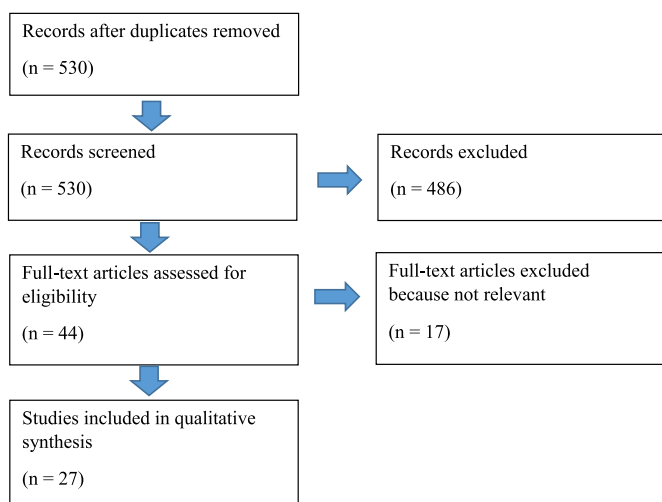 Records after duplicates removed
(n = 530)
Records screened
(n = 530)
Records excluded
(n = 486)
Full-text articles assessed for
eligibility
(n = 44)
Full-text articles excluded
because not relevant
(n = 17)
Studies included in qualitative
synthesis
(n = 27)